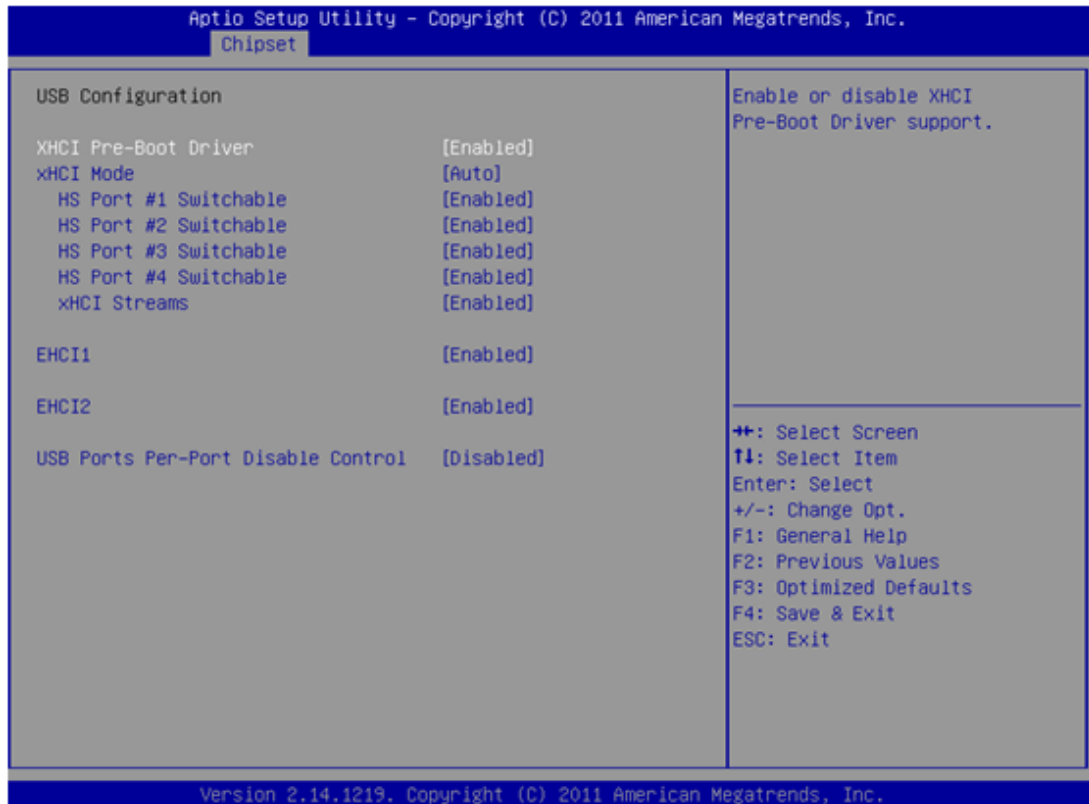 Aptio Setup Utility – Copyright (C) 2011 American Megatrends, Inc.
Chipset
USB Configuration
XHCI Pre-Boot Driver [Enabled]
xHCI Mode [Auto]
HS Port #1 Switchable [Enabled]
HS Port #2 Switchable [Enabled]
HS Port #3 Switchable [Enabled]
HS Port #4 Switchable [Enabled]
xHCI Streams [Enabled]
EHCI1 [Enabled]
EHCI2 [Enabled]
USB Ports Per-Port Disable Control [Disabled]
Enable or disable XHCI
Pre-Boot Driver support.
→←: Select Screen
↑↓: Select Item
Enter: Select
+/-: Change Opt.
F1: General Help
F2: Previous Values
F3: Optimized Defaults
F4: Save & Exit
ESC: Exit
Version 2.14.1219. Copyright (C) 2011 American Megatrends, Inc.